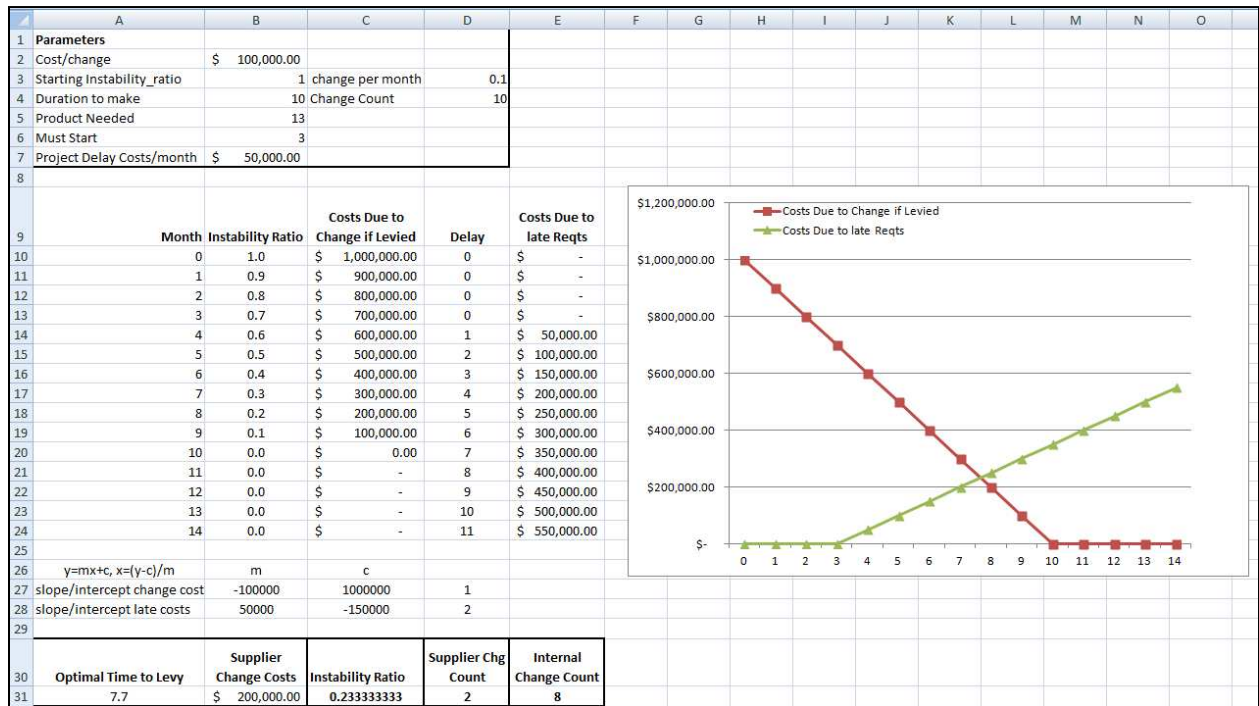 A B C D E F G H I J K L M N O
1 Parameters
2 Cost/change $ 100,000.00
3 Starting Instability_ratio 1 change per month 0.1
4 Duration to make 10 Change Count 10
5 Product Needed 13
6 Must Start 3
7 Project Delay Costs/month $ 50,000.00
8
9 Month Instability Ratio Costs Due to Change if Levied Delay Costs Due to late Reqts
10 0 1.0 $ 1,000,000.00 0 $ -
11 1 0.9 $ 900,000.00 0 $ -
12 2 0.8 $ 800,000.00 0 $ -
13 3 0.7 $ 700,000.00 0 $ -
14 4 0.6 $ 600,000.00 1 $ 50,000.00
15 5 0.5 $ 500,000.00 2 $ 100,000.00
16 6 0.4 $ 400,000.00 3 $ 150,000.00
17 7 0.3 $ 300,000.00 4 $ 200,000.00
18 8 0.2 $ 200,000.00 5 $ 250,000.00
19 9 0.1 $ 100,000.00 6 $ 300,000.00
20 10 0.0 $ 0.00 7 $ 350,000.00
21 11 0.0 $ - 8 $ 400,000.00
22 12 0.0 $ - 9 $ 450,000.00
23 13 0.0 $ - 10 $ 500,000.00
24 14 0.0 $ - 11 $ 550,000.00
25
26 y=mx+c, x=(y-c)/m m c
27 slope/intercept change cost -100000 1000000 1
28 slope/intercept late costs 50000 -150000 2
29
30 Optimal Time to Levy Supplier Change Costs Instability Ratio Supplier Chg Count Internal Change Count
31 7.7 $ 200,000.00 0.233333333 2 8
$1,200,000.00
Costs Due to Change if Levied
Costs Due to late Reqts
$1,000,000.00
$800,000.00
$600,000.00
$400,000.00
$200,000.00
$-
0 1 2 3 4 5 6 7 8 9 10 11 12 13 14